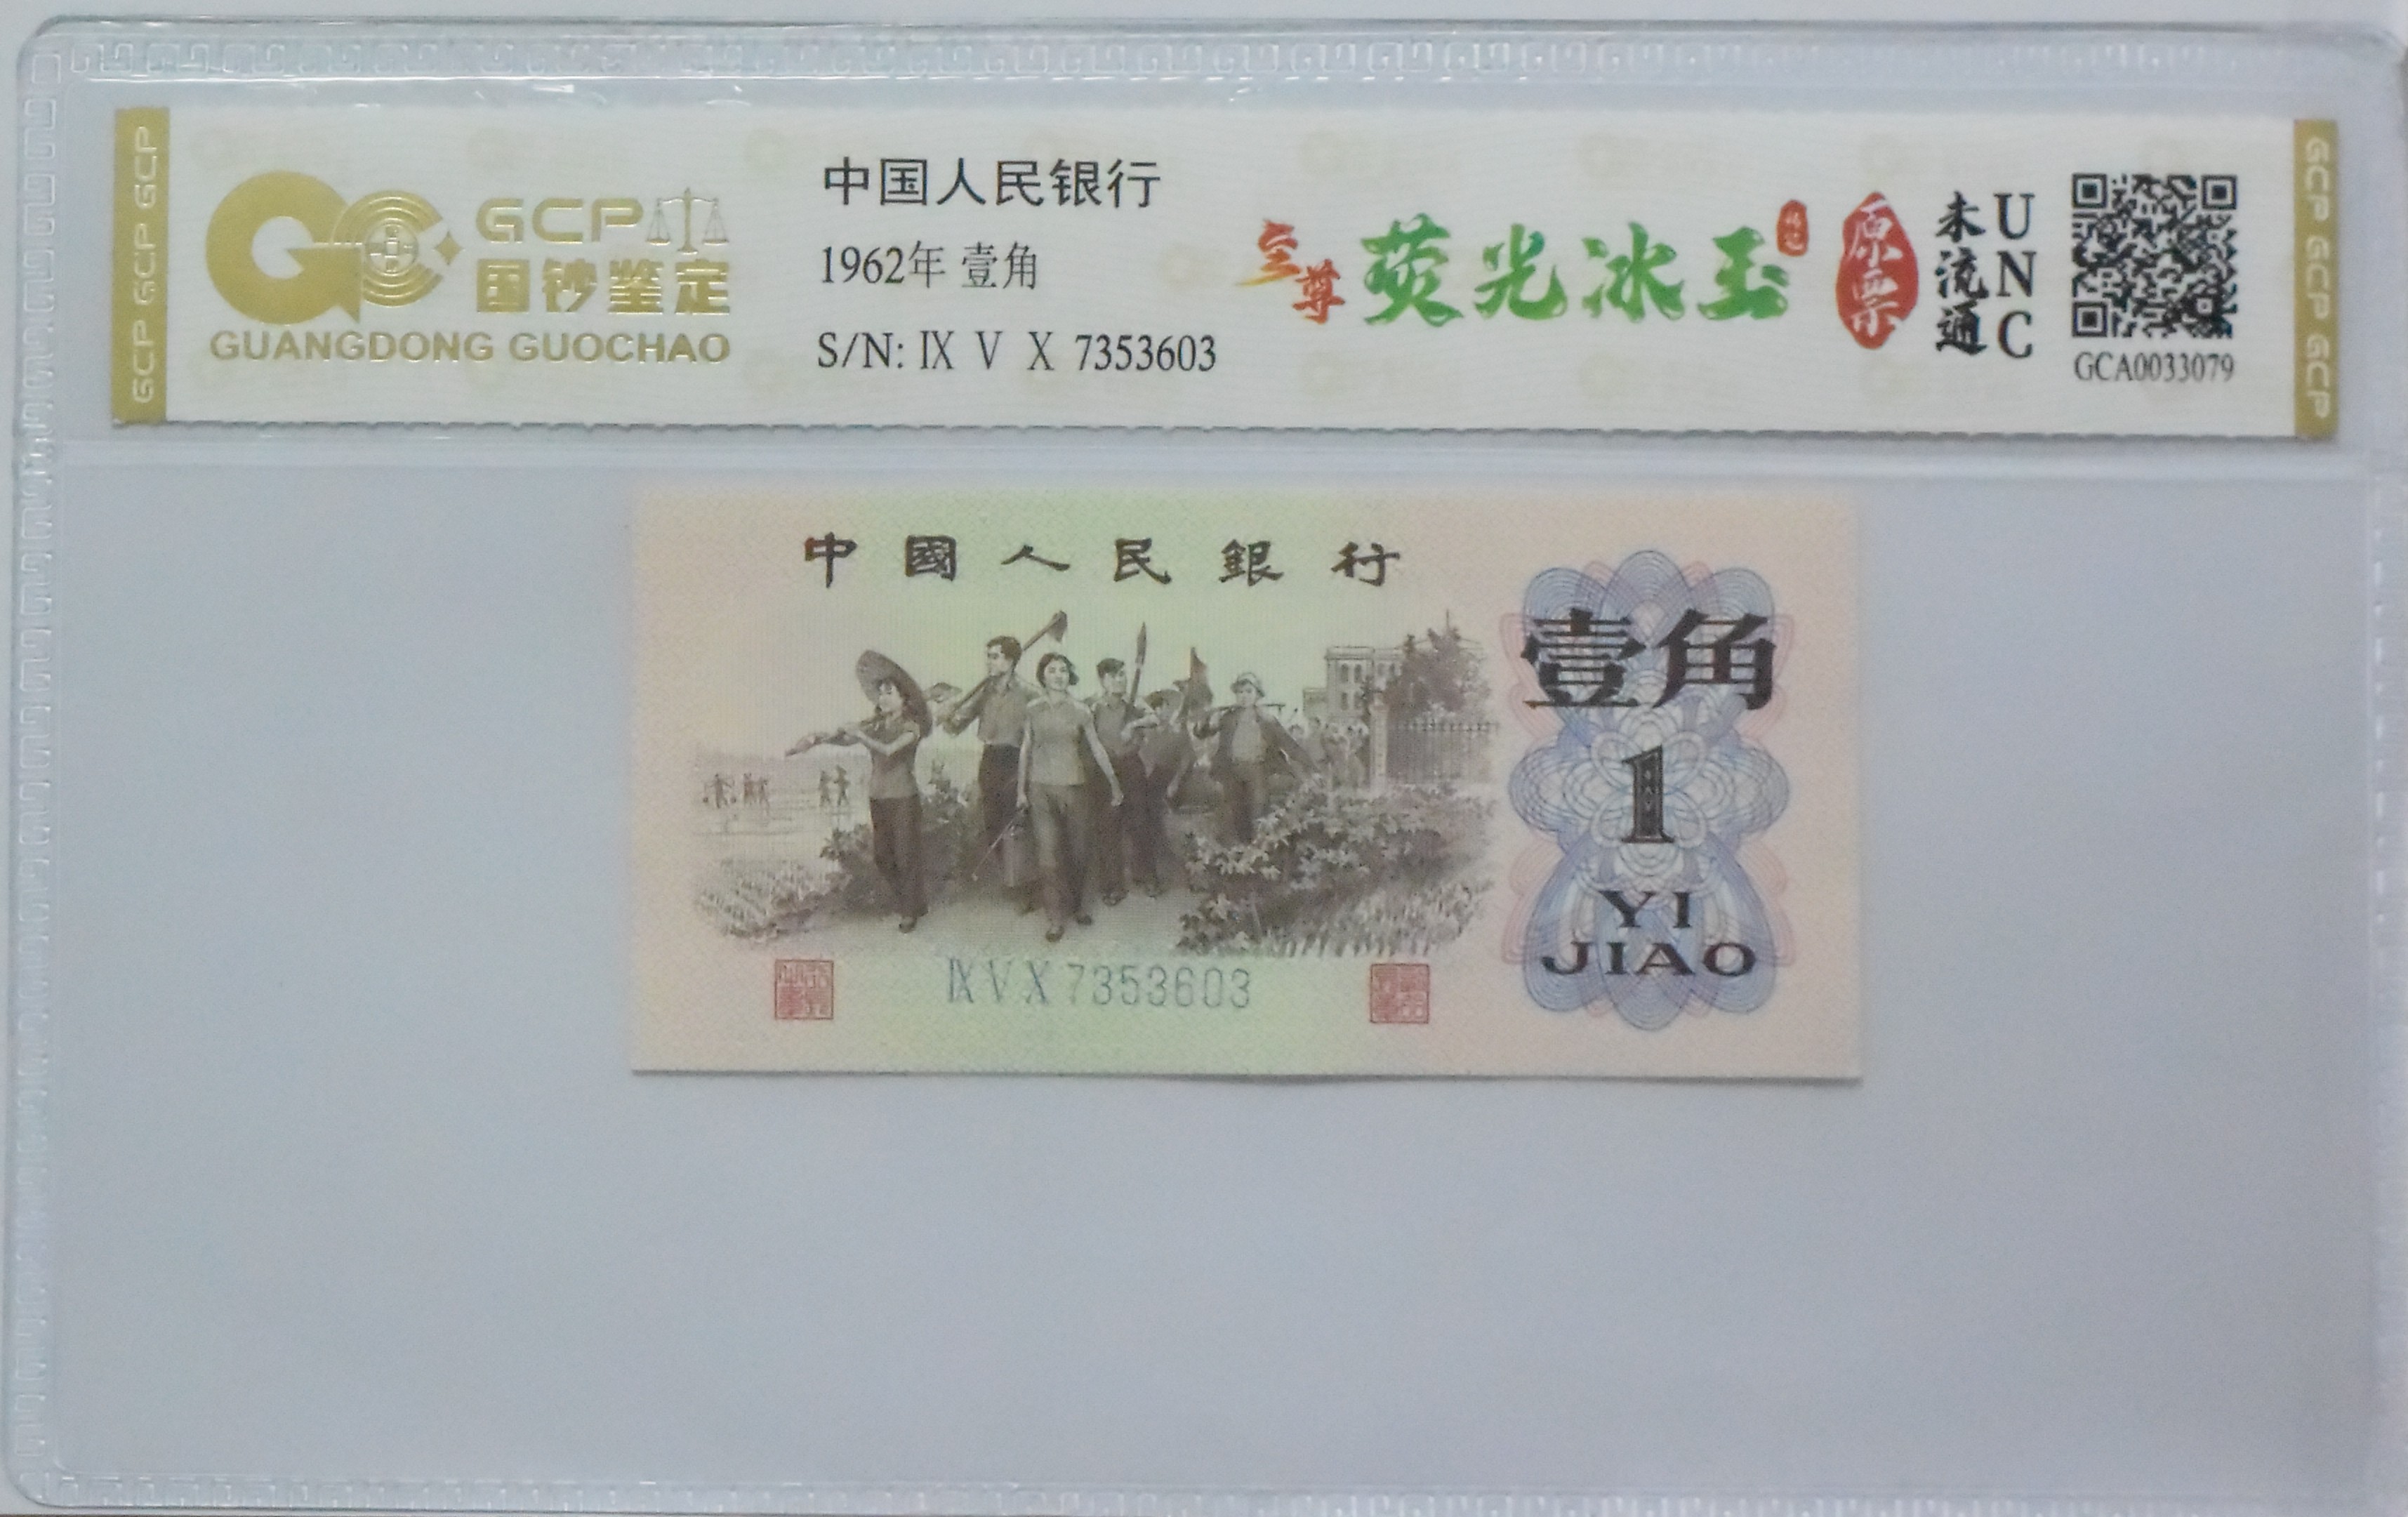 GCP GCP GCP
GCP
国钞鉴定
GUANGDONG GUOCHAO
中国人民银行
1962年 壹角
S/N: IX V X 7353603
至尊 荧光冰玉
原票
未流通
UNC
GCA0033079
GCP GCP GCP
中國人民銀行
壹角
1
YI
JIAO
IX V X 7353603